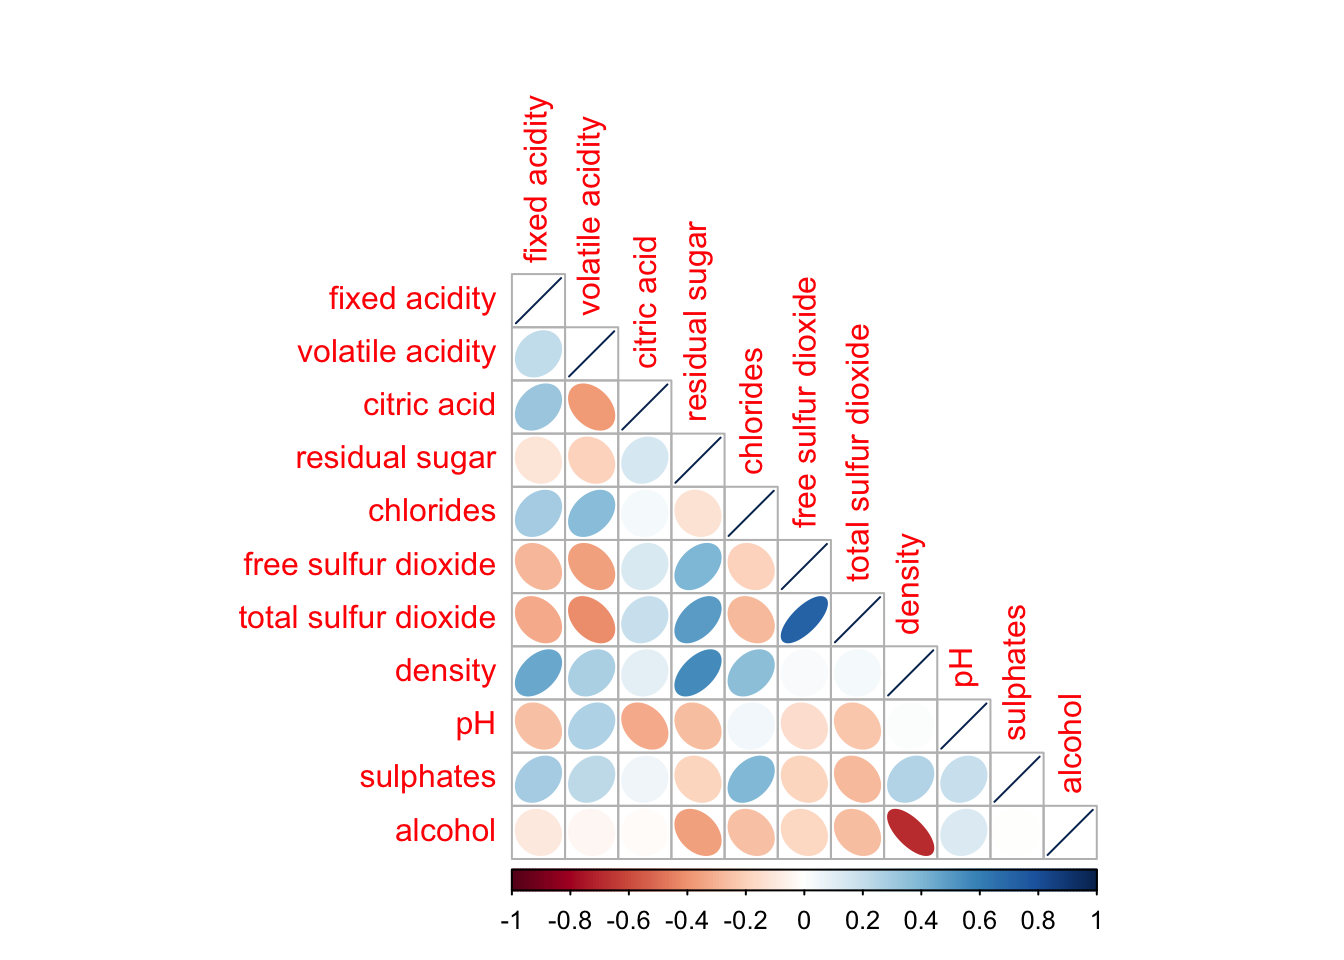 fixed acidity
volatile acidity
citric acid
residual sugar
chlorides
free sulfur dioxide
total sulfur dioxide
density
pH
sulphates
alcohol
fixed acidity
volatile acidity
citric acid
residual sugar
chlorides
free sulfur dioxide
total sulfur dioxide
density
pH
sulphates
alcohol
-1 -0.8 -0.6 -0.4 -0.2 0 0.2 0.4 0.6 0.8 1